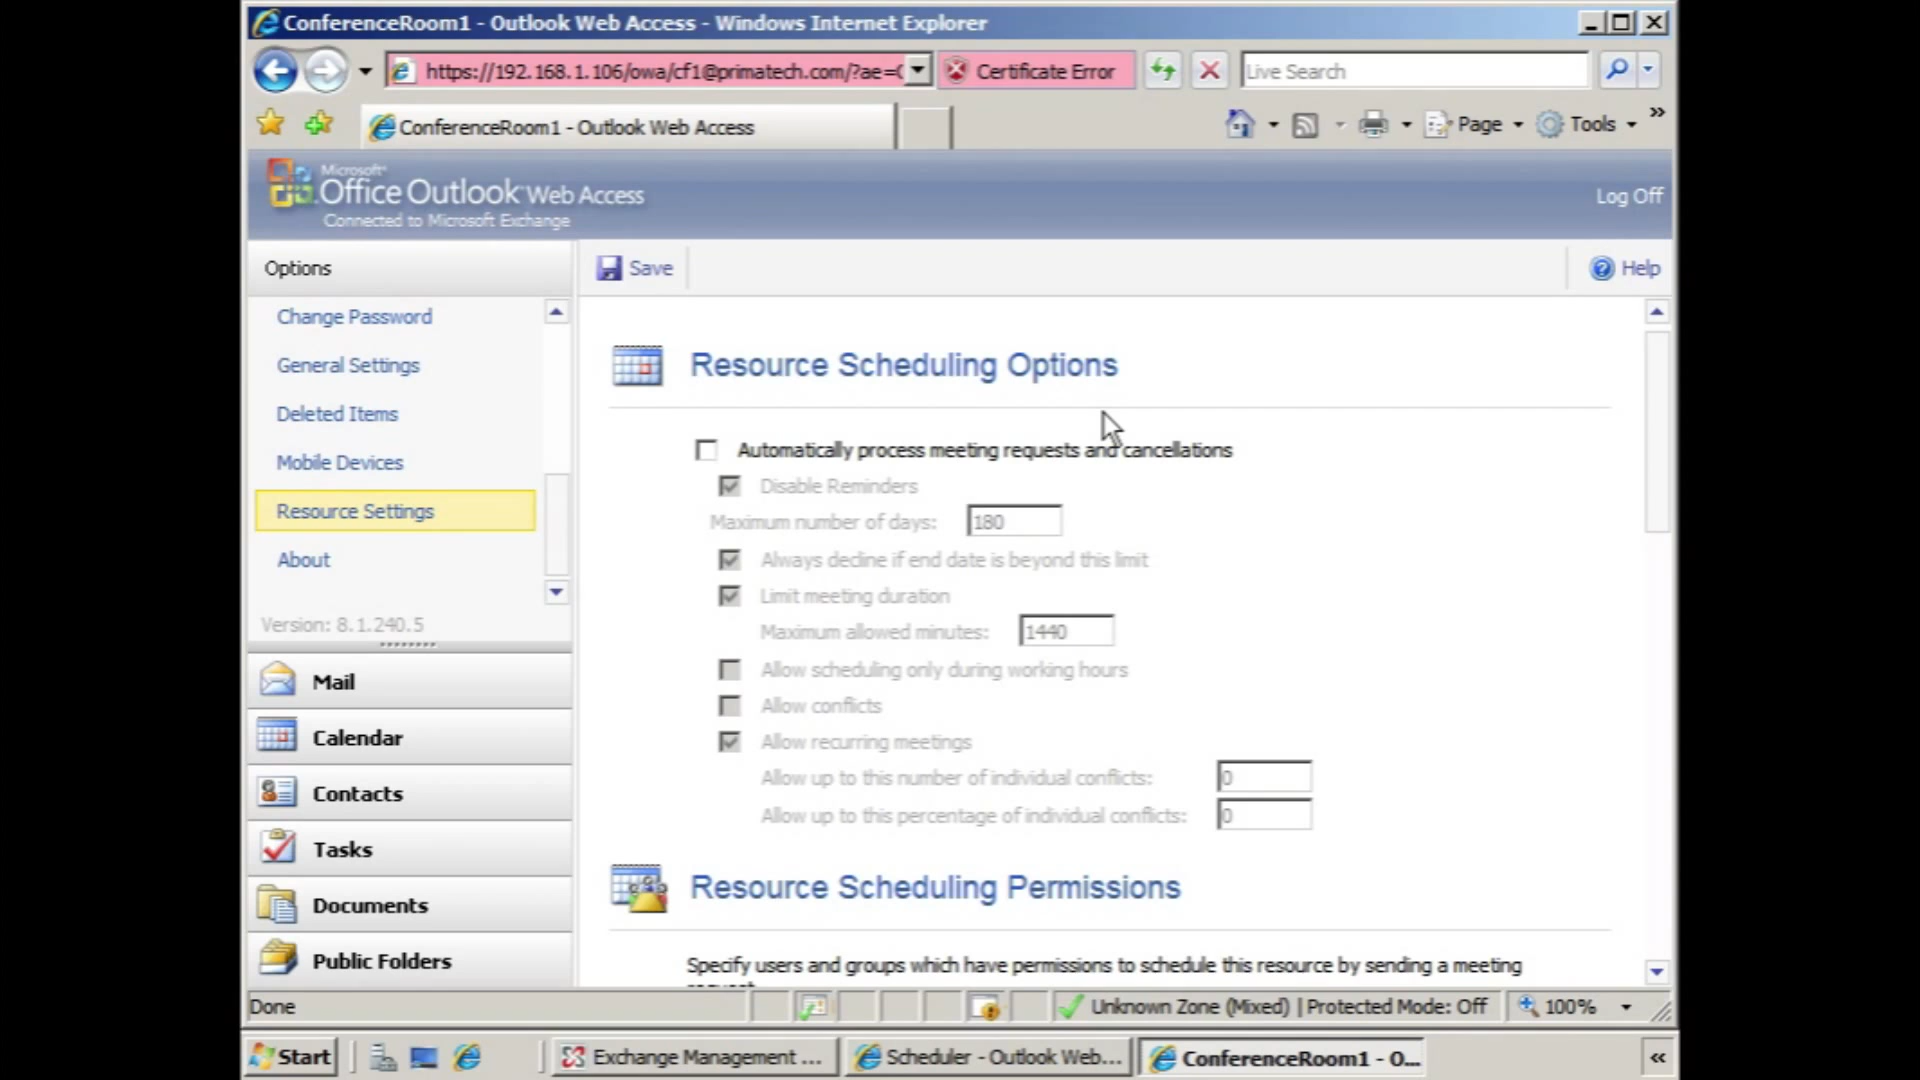 ConferenceRoom1 - Outlook Web Access - Windows Internet Explorer
https://192.168.1.106/owa/cf1@primatech.com/?ae=
Certificate Error
Live Search
ConferenceRoom1 - Outlook Web Access
Page
Tools
»
Microsoft
Office Outlook Web Access
Connected to Microsoft Exchange
Log Off
Options
Save
Help
Change Password
General Settings
Deleted Items
Mobile Devices
Resource Settings
About
Version: 8.1.240.5
Mail
Calendar
Contacts
Tasks
Documents
Public Folders
Resource Scheduling Options
Automatically process meeting requests and cancellations
Disable Reminders
Maximum number of days: 180
Always decline if end date is beyond this limit
Limit meeting duration
Maximum allowed minutes: 1440
Allow scheduling only during working hours
Allow conflicts
Allow recurring meetings
Allow up to this number of individual conflicts: 0
Allow up to this percentage of individual conflicts: 0
Resource Scheduling Permissions
Specify users and groups which have permissions to schedule this resource by sending a meeting
Done
Unknown Zone (Mixed) | Protected Mode: Off
100%
Start
Exchange Management ...
Scheduler - Outlook Web...
ConferenceRoom1 - O...
«